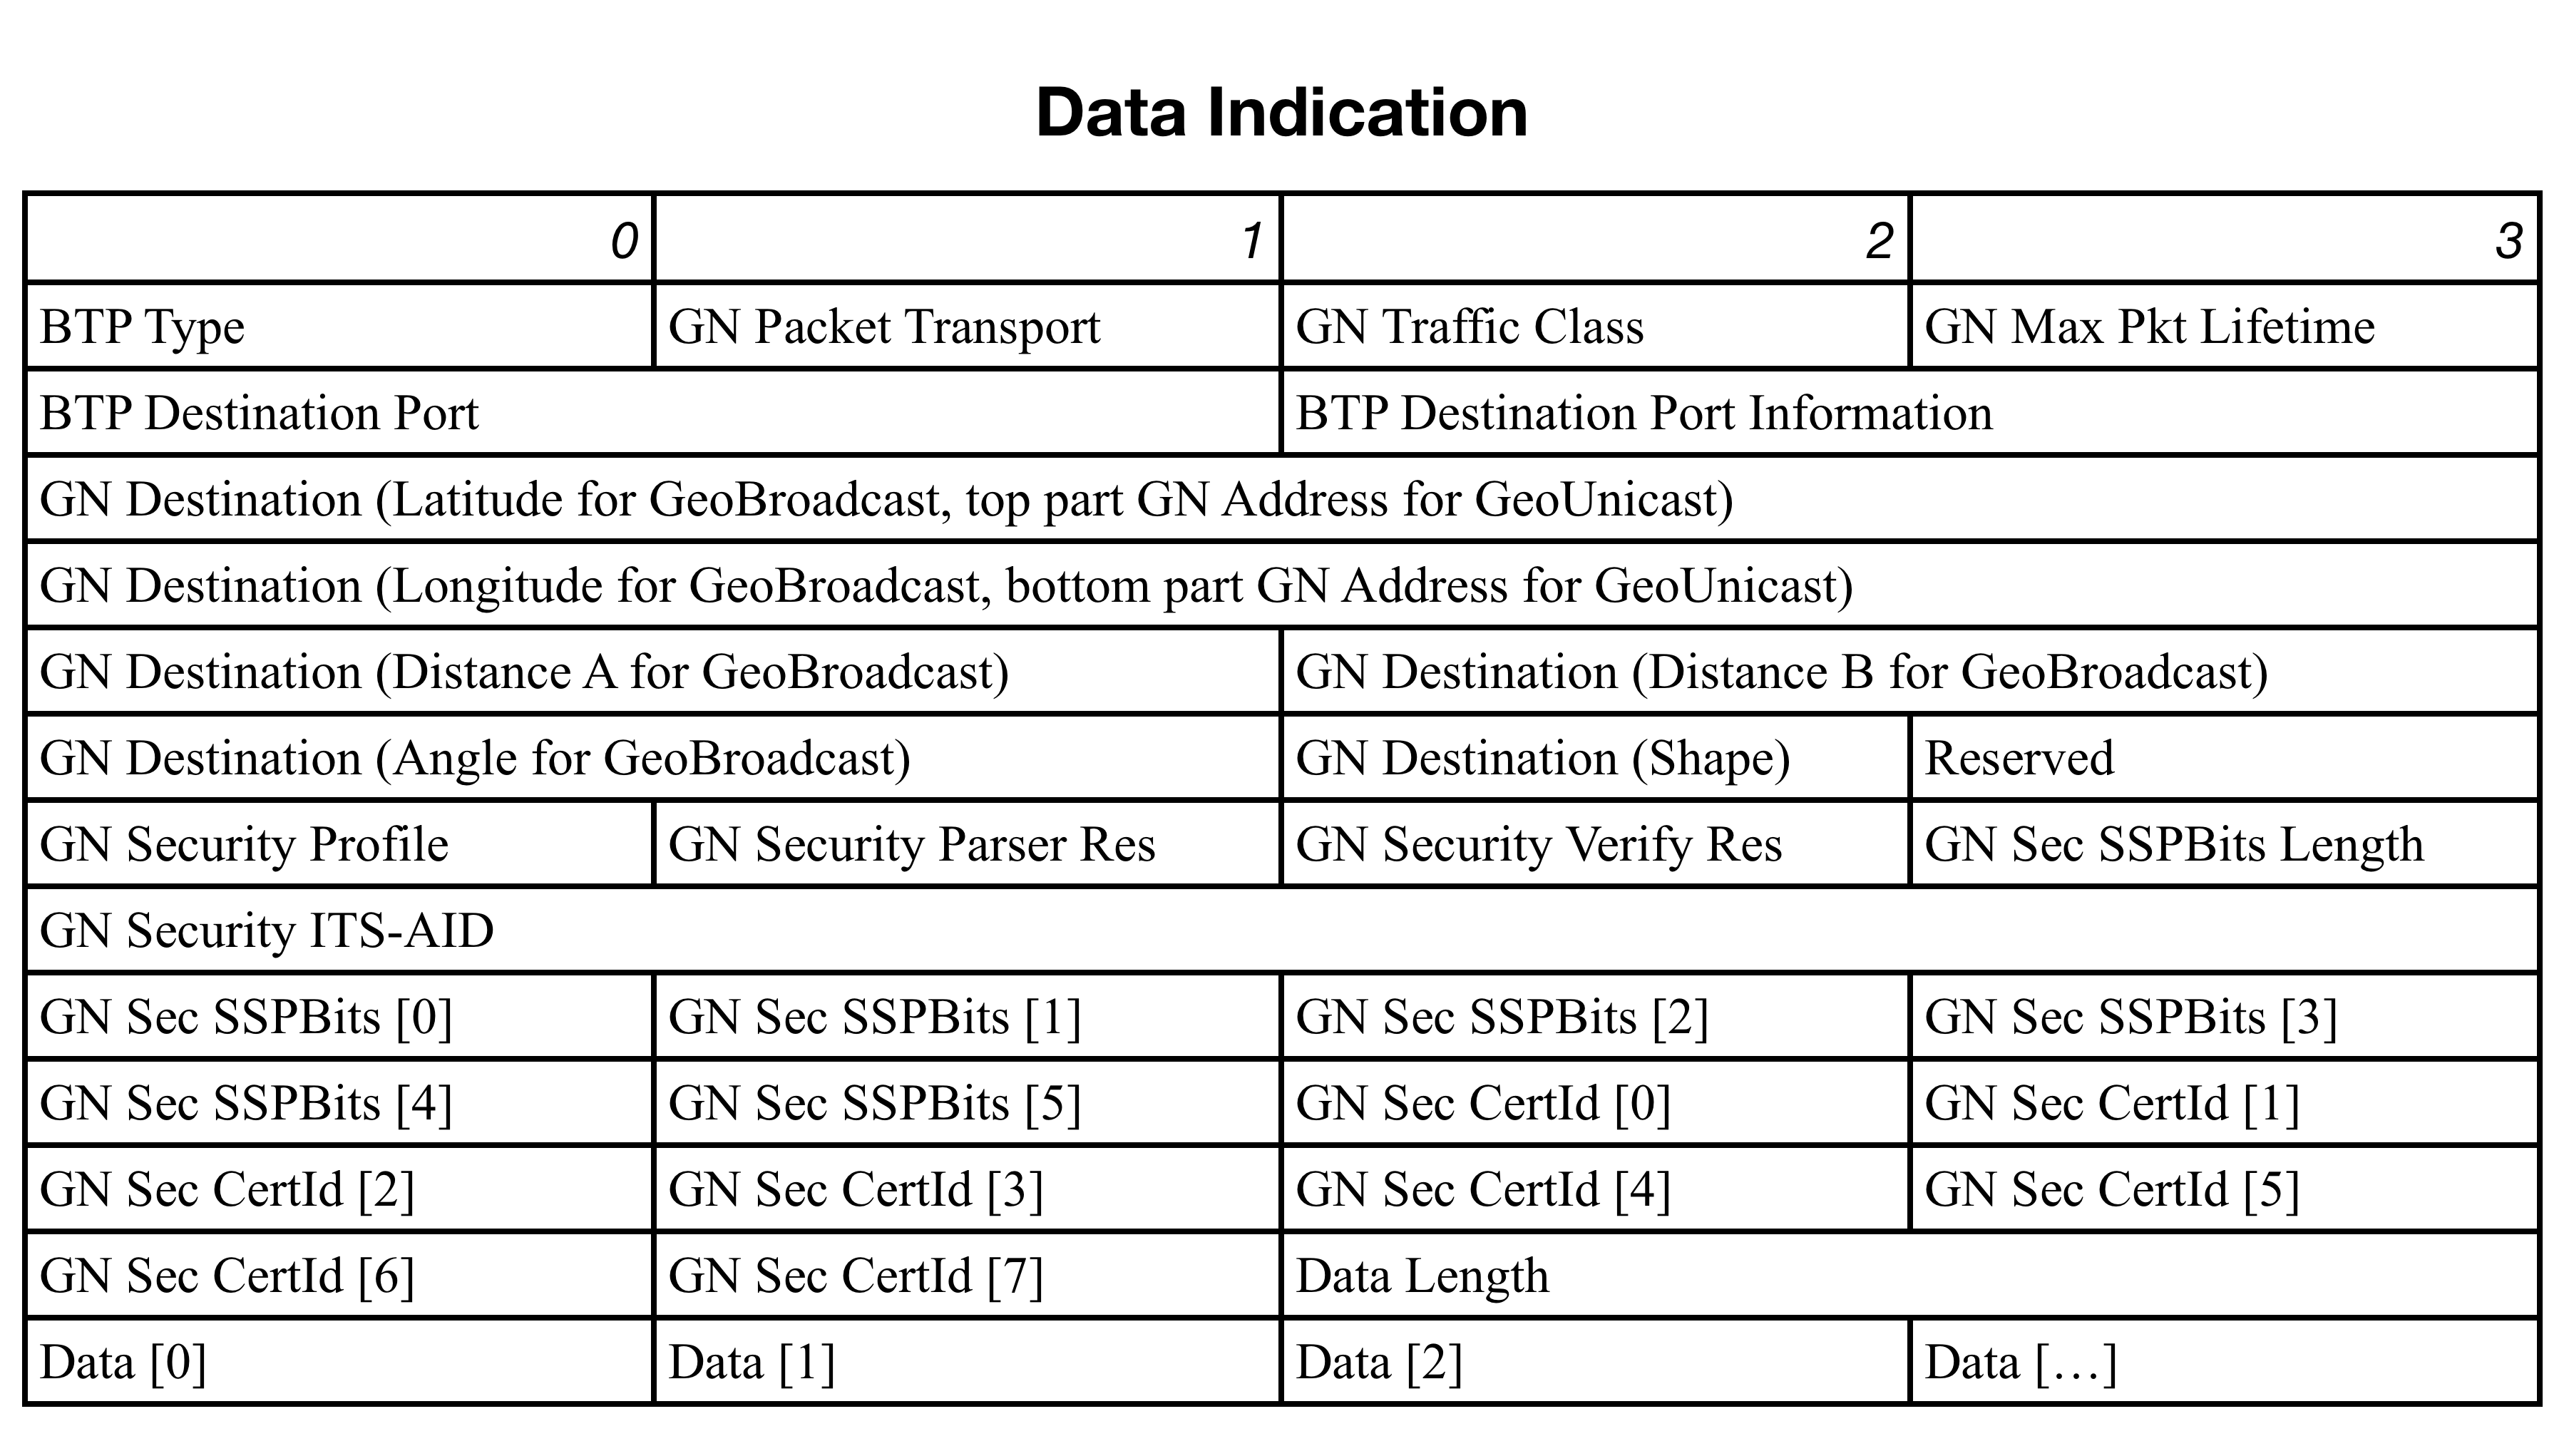 Data Indication
0 1 2 3
BTP Type GN Packet Transport GN Traffic Class GN Max Pkt Lifetime
BTP Destination Port BTP Destination Port Information
GN Destination (Latitude for GeoBroadcast, top part GN Address for GeoUnicast)
GN Destination (Longitude for GeoBroadcast, bottom part GN Address for GeoUnicast)
GN Destination (Distance A for GeoBroadcast) GN Destination (Distance B for GeoBroadcast)
GN Destination (Angle for GeoBroadcast) GN Destination (Shape) Reserved
GN Security Profile GN Security Parser Res GN Security Verify Res GN Sec SSPBits Length
GN Security ITS-AID
GN Sec SSPBits [0] GN Sec SSPBits [1] GN Sec SSPBits [2] GN Sec SSPBits [3]
GN Sec SSPBits [4] GN Sec SSPBits [5] GN Sec CertId [0] GN Sec CertId [1]
GN Sec CertId [2] GN Sec CertId [3] GN Sec CertId [4] GN Sec CertId [5]
GN Sec CertId [6] GN Sec CertId [7] Data Length
Data [0] Data [1] Data [2] Data […]